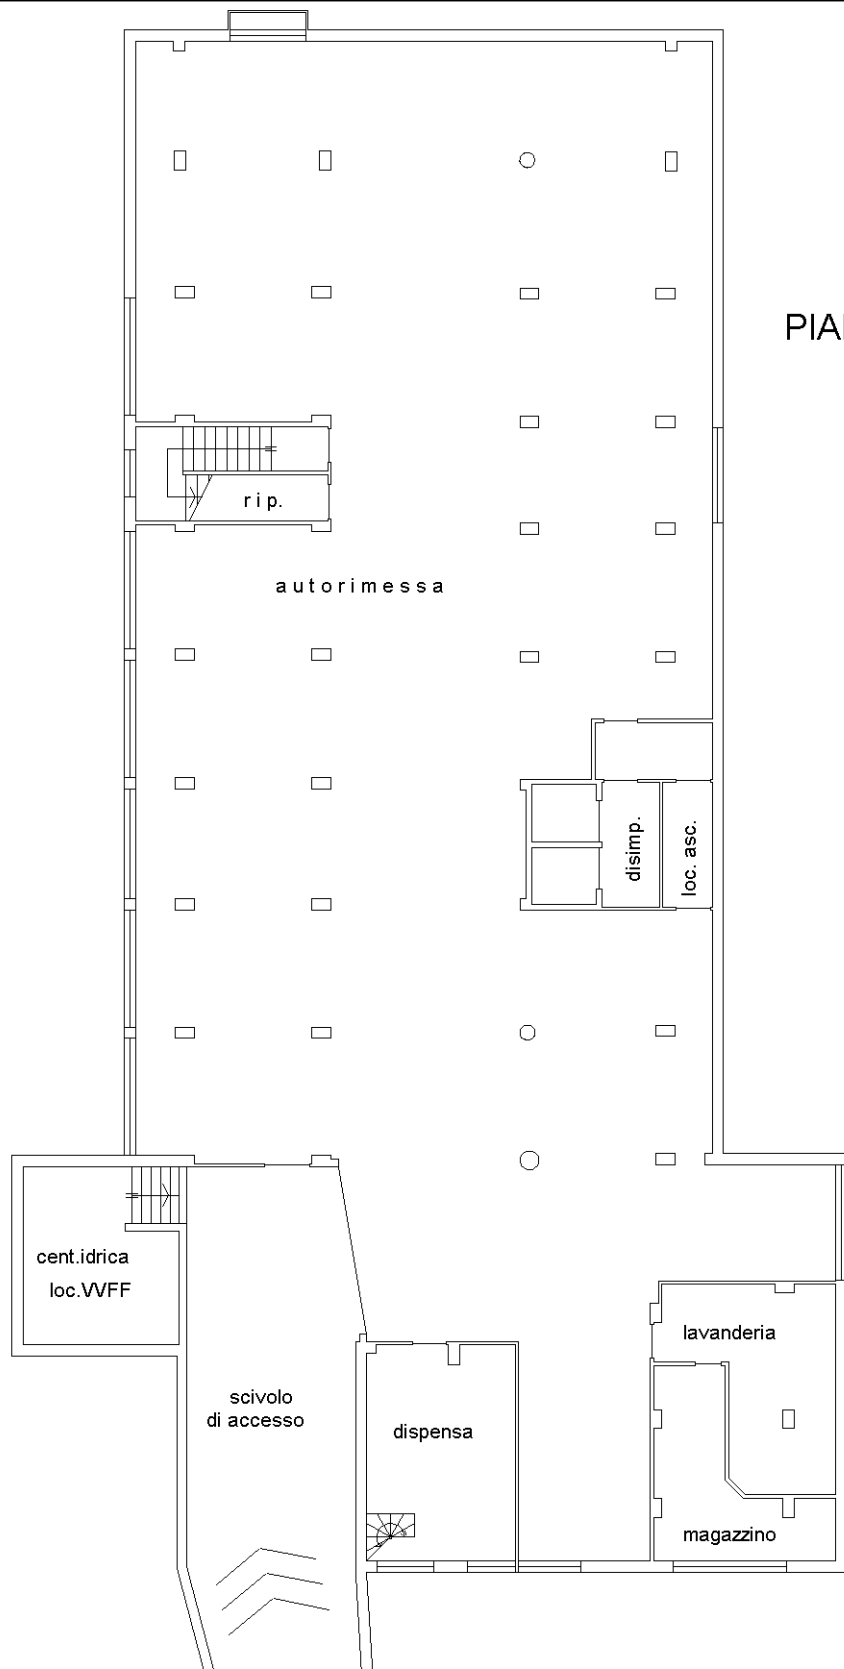 PIA
rip.
autorimessa
disimp.
loc. asc.
cent.idrica
loc.VVFF
lavanderia
scivolo
di accesso
dispensa
magazzino